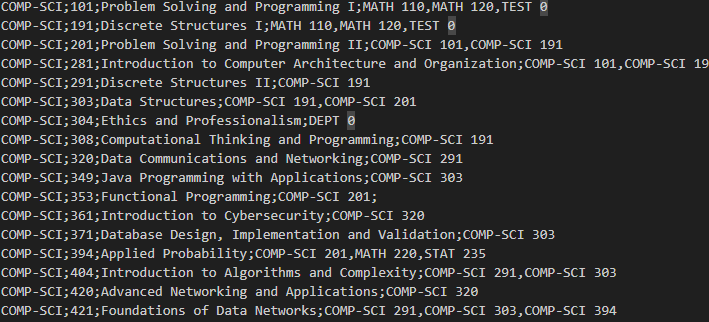 COMP-SCI;101;Problem Solving and Programming I;MATH 110,MATH 120,TEST 0
COMP-SCI;191;Discrete Structures I;MATH 110,MATH 120,TEST 0
COMP-SCI;201;Problem Solving and Programming II;COMP-SCI 101,COMP-SCI 191
COMP-SCI;281;Introduction to Computer Architecture and Organization;COMP-SCI 101,COMP-SCI 19
COMP-SCI;291;Discrete Structures II;COMP-SCI 191
COMP-SCI;303;Data Structures;COMP-SCI 191,COMP-SCI 201
COMP-SCI;304;Ethics and Professionalism;DEPT 0
COMP-SCI;308;Computational Thinking and Programming;COMP-SCI 191
COMP-SCI;320;Data Communications and Networking;COMP-SCI 291
COMP-SCI;349;Java Programming with Applications;COMP-SCI 303
COMP-SCI;353;Functional Programming;COMP-SCI 201;
COMP-SCI;361;Introduction to Cybersecurity;COMP-SCI 320
COMP-SCI;371;Database Design, Implementation and Validation;COMP-SCI 303
COMP-SCI;394;Applied Probability;COMP-SCI 201,MATH 220,STAT 235
COMP-SCI;404;Introduction to Algorithms and Complexity;COMP-SCI 291,COMP-SCI 303
COMP-SCI;420;Advanced Networking and Applications;COMP-SCI 320
COMP-SCI;421;Foundations of Data Networks;COMP-SCI 291,COMP-SCI 303,COMP-SCI 394